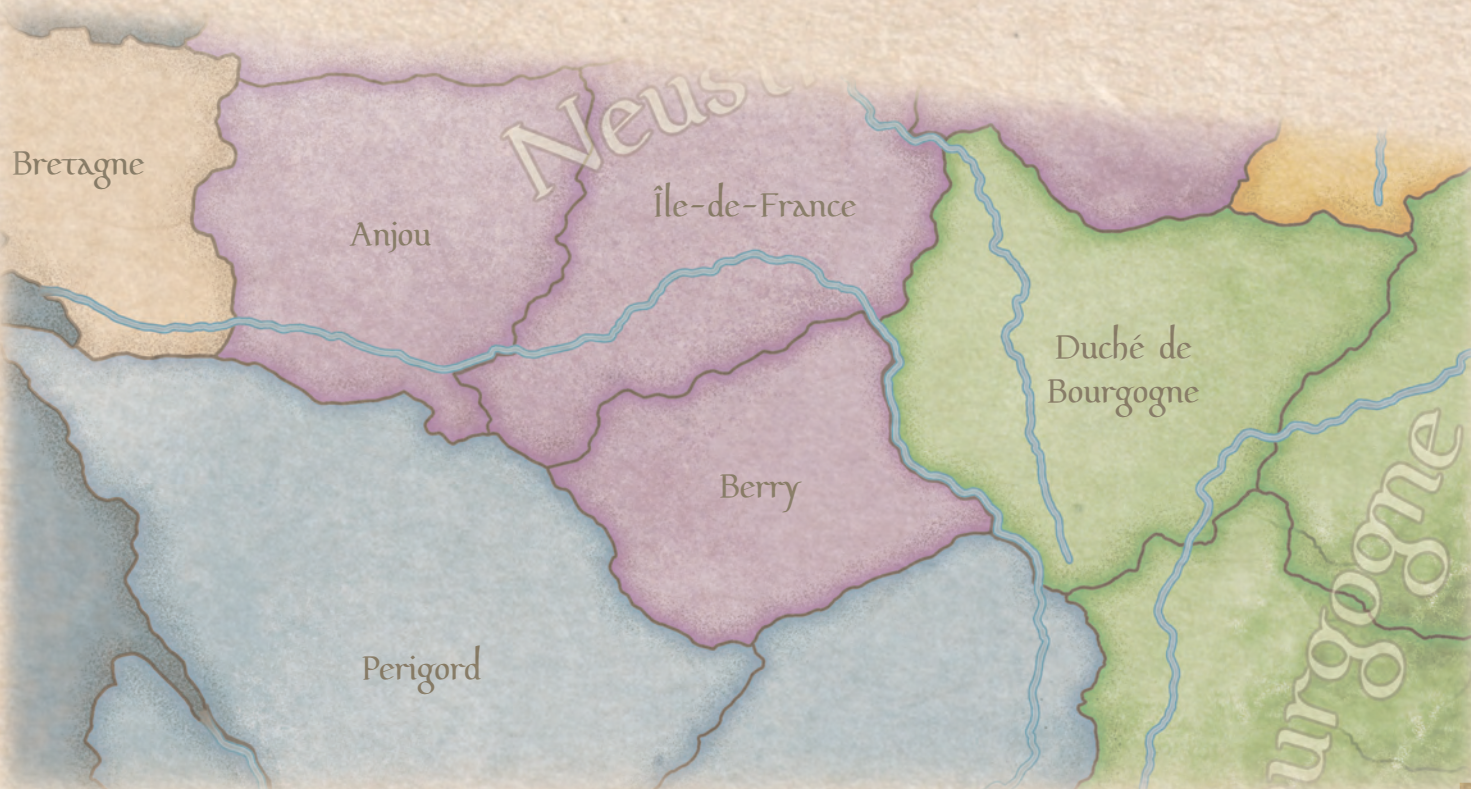 Neust
Bretagne
Île-de-France
Anjou
Duché de
Bourgogne
Berry
urgogne
Perigord